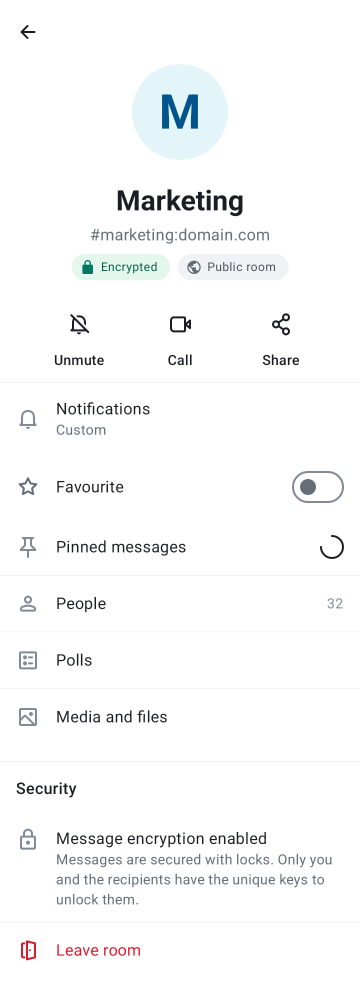 M
Marketing
#marketing:domain.com
Encrypted
Public room
Unmute
Call
Share
Notifications
Custom
Favourite
Pinned messages
People
32
Polls
Media and files
Security
Message encryption enabled
Messages are secured with locks. Only you
and the recipients have the unique keys to
unlock them.
Leave room